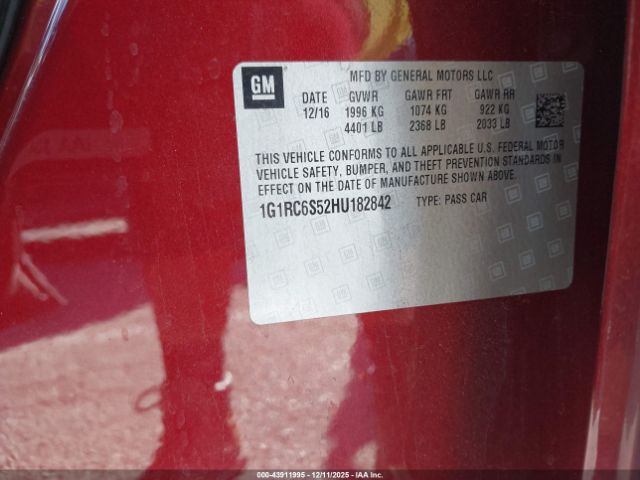 GM
MFD BY GENERAL MOTORS LLC
DATE GVWR GAWR FRT GAWR RR
12/16 1996 KG 1074 KG 922 KG
4401 LB 2368 LB 2033 LB
THIS VEHICLE CONFORMS TO ALL APPLICABLE U.S. FEDERAL MOTOR
VEHICLE SAFETY, BUMPER, AND THEFT PREVENTION STANDARDS IN
EFFECT ON THE DATE OF MANUFACTURE SHOWN ABOVE.
1G1RC6S52HU182842 TYPE: PASS CAR
000-43911995 - 12/11/2025 - IAA Inc.